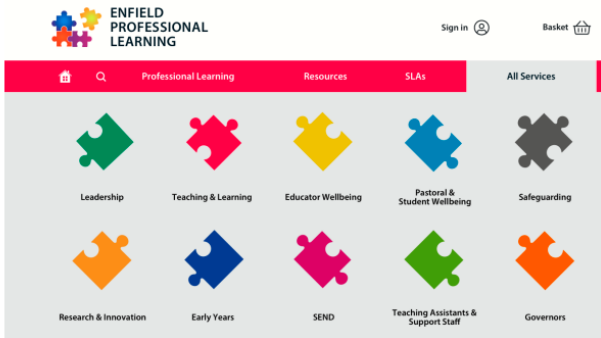 ENFIELD
PROFESSIONAL
LEARNING
Sign in
Basket
Professional Learning
Resources
SLAs
All Services
Leadership
Teaching & Learning
Educator Wellbeing
Pastoral &
Student Wellbeing
Safeguarding
Research & Innovation
Early Years
SEND
Teaching Assistants &
Support Staff
Governors